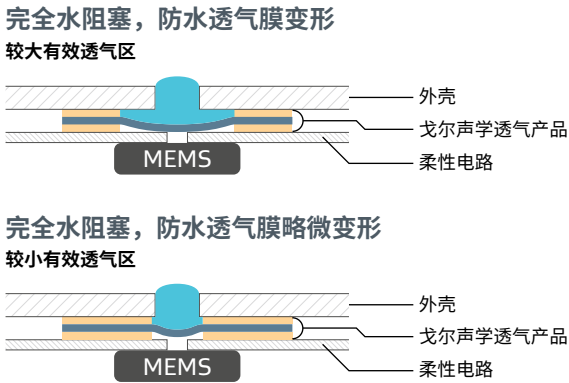 完全水阻塞，防水透气膜变形
较大有效透气区
外壳
戈尔声学透气产品
柔性电路
MEMS
完全水阻塞，防水透气膜略微变形
较小有效透气区
外壳
戈尔声学透气产品
柔性电路
MEMS